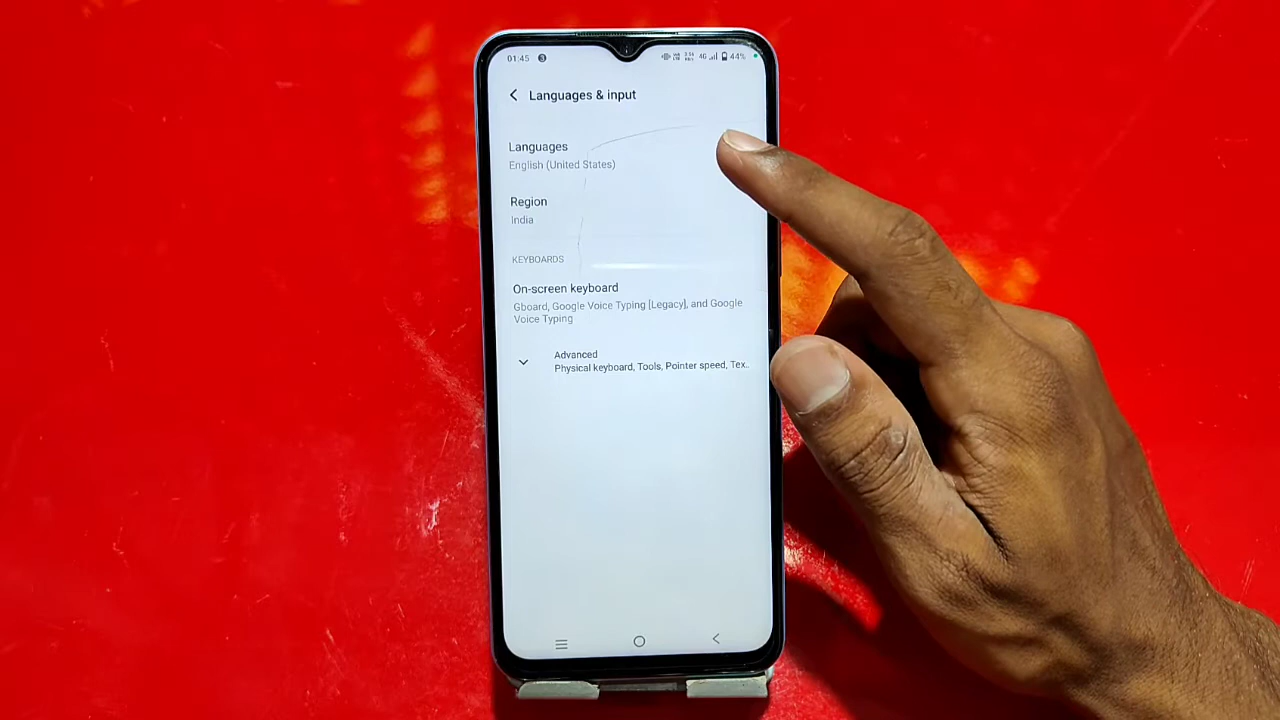 01:45
4G 44%
Languages & input
Languages
English (United States)
Region
India
KEYBOARDS
On-screen keyboard
Gboard, Google Voice Typing [Legacy], and Google
Voice Typing
Advanced
Physical keyboard, Tools, Pointer speed, Tex..